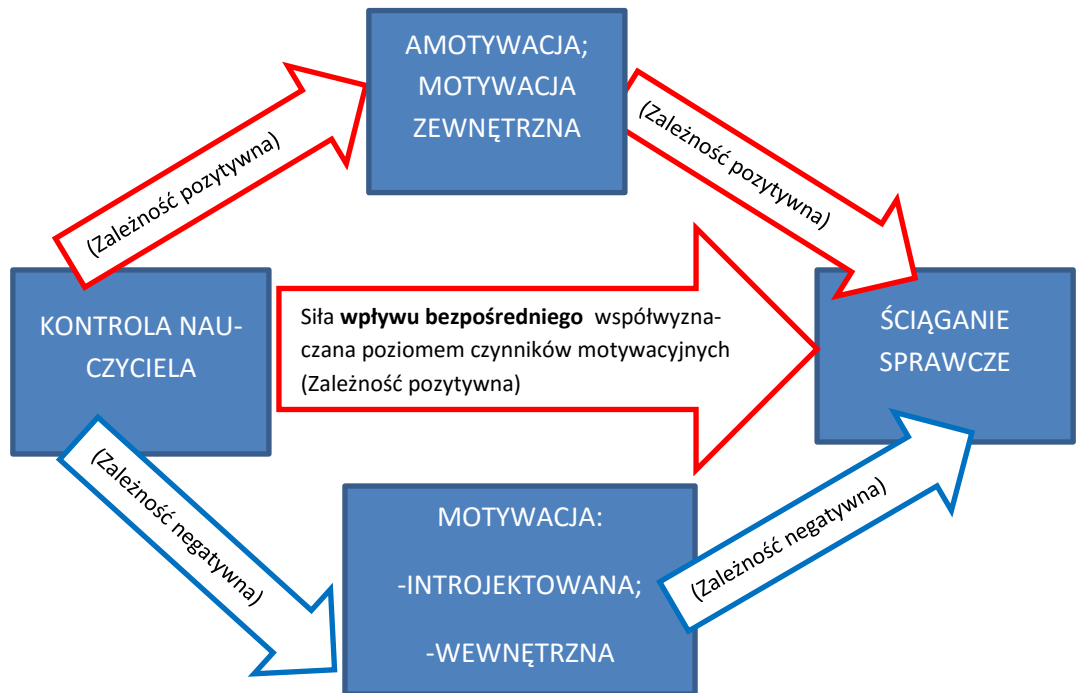 AMOTYWACJA;
MOTYWACJA
ZEWNĘTRZNA
(Zależność pozytywna)
(Zależność pozytywna)
KONTROLA NAU-
CZYCIELA
Siła wpływu bezpośredniego współwyzna-
czana poziomem czynników motywacyjnych
(Zależność pozytywna)
ŚCIĄGANIE
SPRAWCZE
(Zależność negatywna)
MOTYWACJA:
-INTROJEKTOWANA;
-WEWNĘTRZNA
(Zależność negatywna)